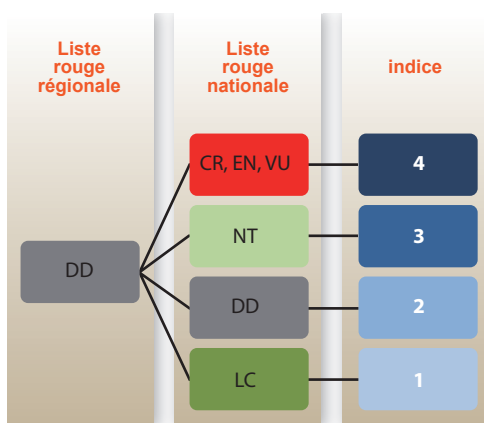 Liste
rouge
régionale
Liste
rouge
nationale
indice
DD
CR, EN, VU
4
NT
3
DD
2
LC
1